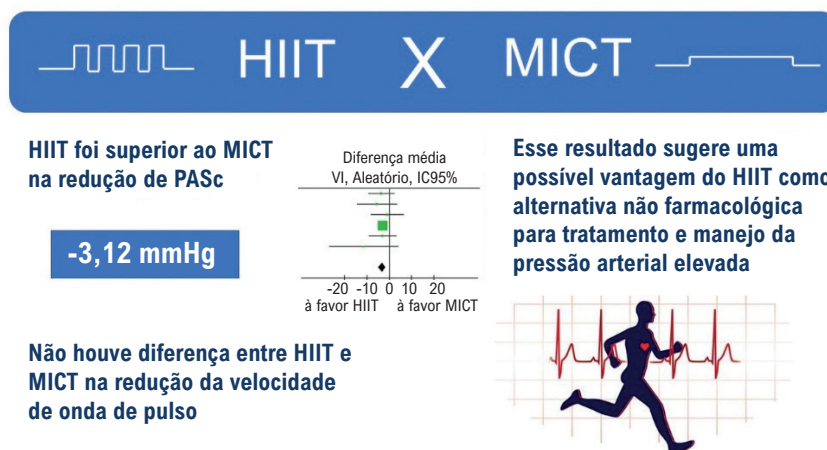 HIIT X MICT
HIIT foi superior ao MICT
na redução de PASc
-3,12 mmHg
Diferença média
VI, Aleatório, IC95%
-20 -10 0 10 20
à favor HIIT à favor MICT
Não houve diferença entre HIIT e
MICT na redução da velocidade
de onda de pulso
Esse resultado sugere uma
possível vantagem do HIIT como
alternativa não farmacológica
para tratamento e manejo da
pressão arterial elevada